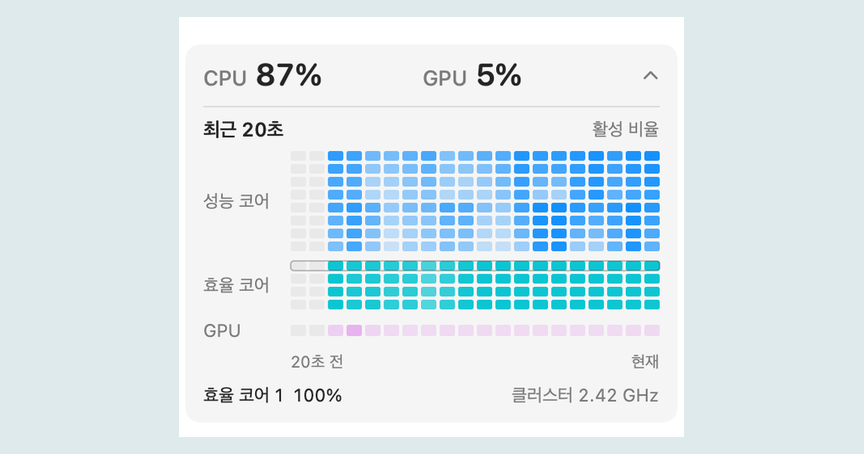 CPU 87% GPU 5%
최근 20초 활성 비율
성능 코어
효율 코어
GPU
20초 전 현재
효율 코어 1 100% 클러스터 2.42 GHz